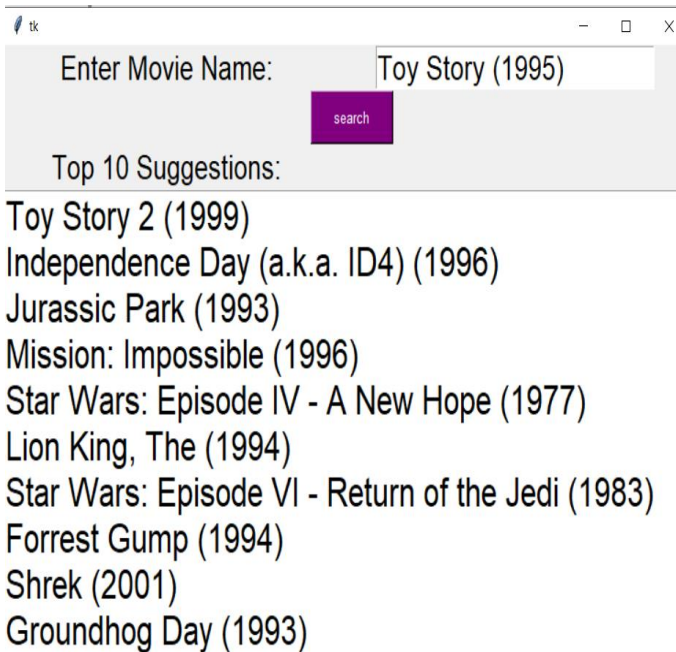 tk
Enter Movie Name: Toy Story (1995)
search
Top 10 Suggestions:
Toy Story 2 (1999)
Independence Day (a.k.a. ID4) (1996)
Jurassic Park (1993)
Mission: Impossible (1996)
Star Wars: Episode IV - A New Hope (1977)
Lion King, The (1994)
Star Wars: Episode VI - Return of the Jedi (1983)
Forrest Gump (1994)
Shrek (2001)
Groundhog Day (1993)